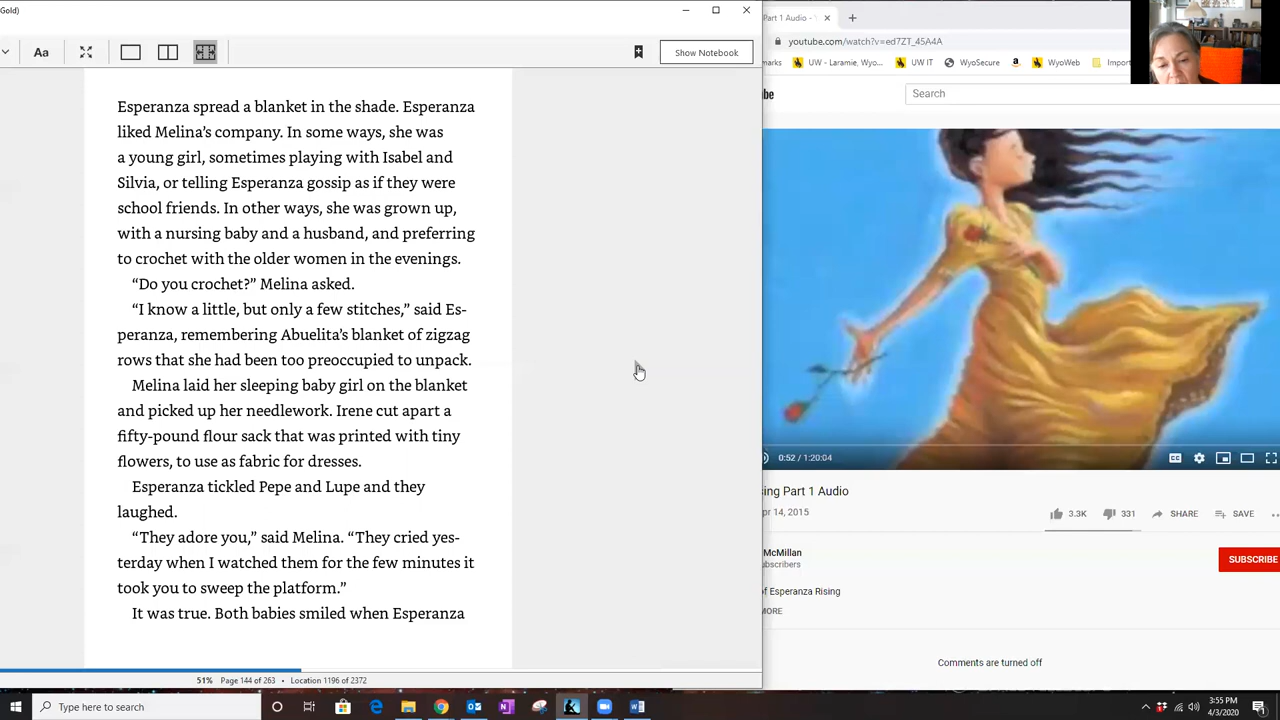 Gold)
Part 1 Audio -
youtube.com/watch?v=ed7ZT_45A4A
Aa
Show Notebook
marks
UW - Laramie, Wyo...
UW IT
WyoSecure
WyoWeb
Import
be
Search
Esperanza spread a blanket in the shade. Esperanza
liked Melina's company. In some ways, she was
a young girl, sometimes playing with Isabel and
Silvia, or telling Esperanza gossip as if they were
school friends. In other ways, she was grown up,
with a nursing baby and a husband, and preferring
to crochet with the older women in the evenings.
“Do you crochet?” Melina asked.
“I know a little, but only a few stitches,” said Es-
peranza, remembering Abuelita's blanket of zigzag
rows that she had been too preoccupied to unpack.
Melina laid her sleeping baby girl on the blanket
and picked up her needlework. Irene cut apart a
fifty-pound flour sack that was printed with tiny
flowers, to use as fabric for dresses.
Esperanza tickled Pepe and Lupe and they
laughed.
“They adore you,” said Melina. “They cried yes-
terday when I watched them for the few minutes it
took you to sweep the platform.”
It was true. Both babies smiled when Esperanza
51% Page 144 of 263 • Location 1196 of 2372
0:52 / 1:20:04
sing Part 1 Audio
pr 14, 2015
3.3K 331 SHARE SAVE
McMillan
ubscribers
SUBSCRIBE
of Esperanza Rising
MORE
Comments are turned off
Type here to search
3:55 PM
4/3/2020